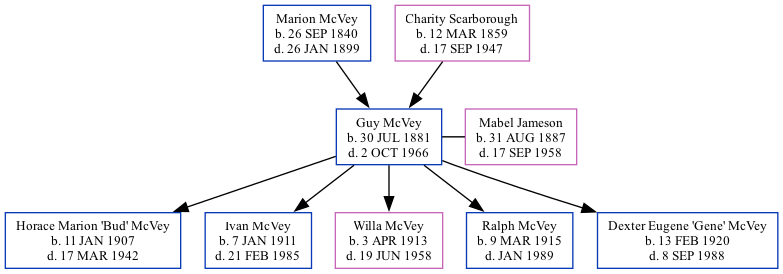 Marion McVey
b. 26 SEP 1840
d. 26 JAN 1899
Charity Scarborough
b. 12 MAR 1859
d. 17 SEP 1947
Guy McVey
b. 30 JUL 1881
d. 2 OCT 1966
Mabel Jameson
b. 31 AUG 1887
d. 17 SEP 1958
Horace Marion 'Bud' McVey
b. 11 JAN 1907
d. 17 MAR 1942
Ivan McVey
b. 7 JAN 1911
d. 21 FEB 1985
Willa McVey
b. 3 APR 1913
d. 19 JUN 1958
Ralph McVey
b. 9 MAR 1915
d. JAN 1989
Dexter Eugene 'Gene' McVey
b. 13 FEB 1920
d. 8 SEP 1988